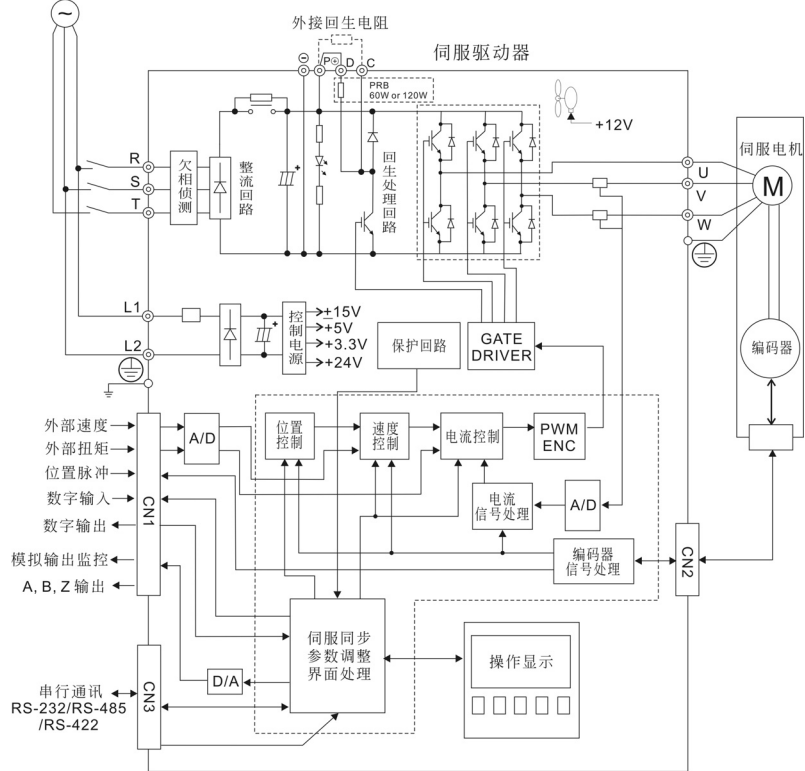 外接回生电阻
伺服驱动器
P⊕ D C
⊖
PRB
60W or 120W
+12V
~
R
S
T
欠相侦测
整流回路
回生处理回路
伺服电机
U
V
W
M
L1
L2
控制电源
±15V
+5V
+3.3V
+24V
保护回路
GATE
DRIVER
编码器
外部速度
外部扭矩
位置脉冲
数字输入
数字输出
模拟输出监控
A, B, Z 输出
CN1
A/D
位置
控制
速度
控制
电流控制
PWM
ENC
电流
信号处理
A/D
编码器
信号处理
CN2
伺服同步
参数调整
界面处理
D/A
操作显示
串行通讯
RS-232/RS-485
/RS-422
CN3